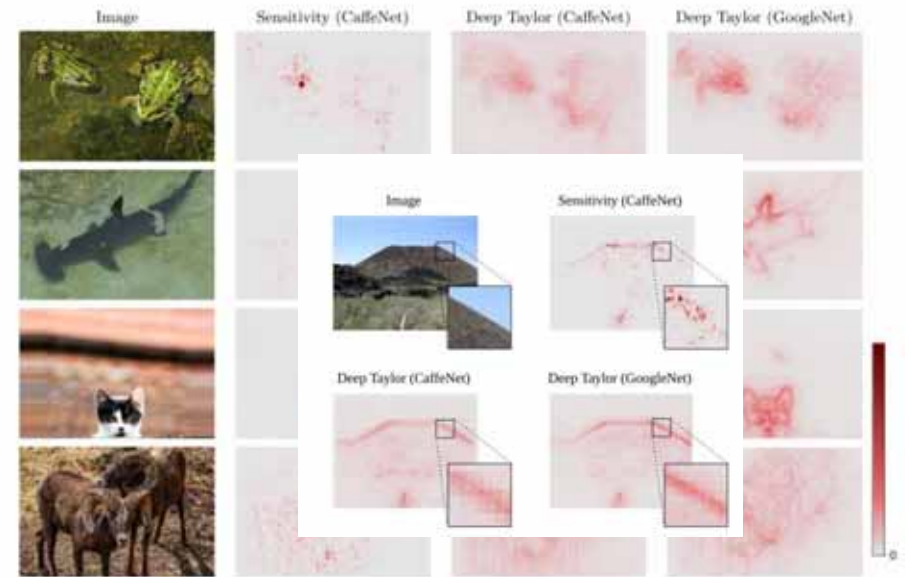 Image
Sensitivity (CaffeNet)
Deep Taylor (CaffeNet)
Deep Taylor (GoogleNet)
Image
Sensitivity (CaffeNet)
Deep Taylor (CaffeNet)
Deep Taylor (GoogleNet)
0